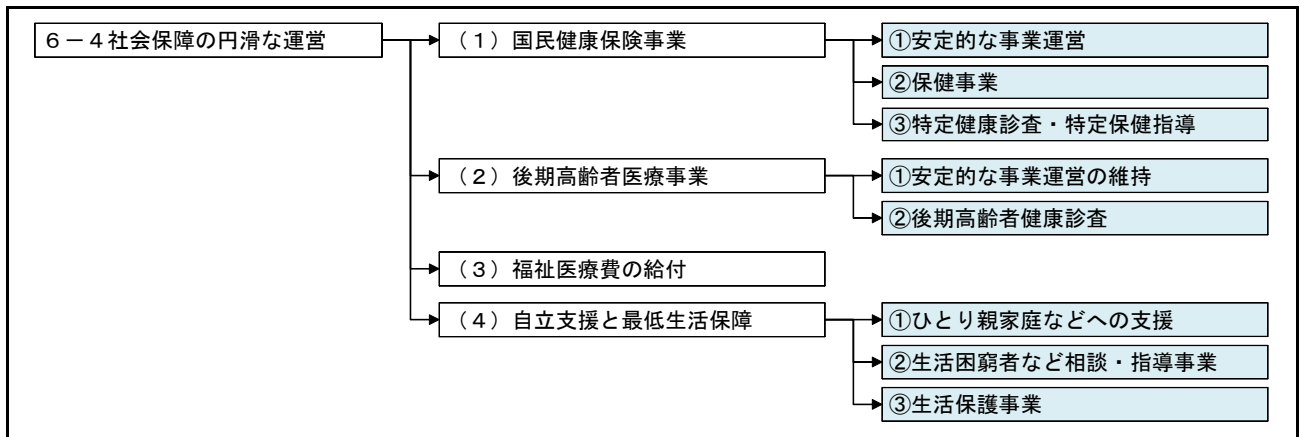 6－4社会保障の円滑な運営
（1）国民健康保険事業
①安定的な事業運営
②保健事業
③特定健康診査・特定保健指導
（2）後期高齢者医療事業
①安定的な事業運営の維持
②後期高齢者健康診査
（3）福祉医療費の給付
（4）自立支援と最低生活保障
①ひとり親家庭などへの支援
②生活困窮者など相談・指導事業
③生活保護事業